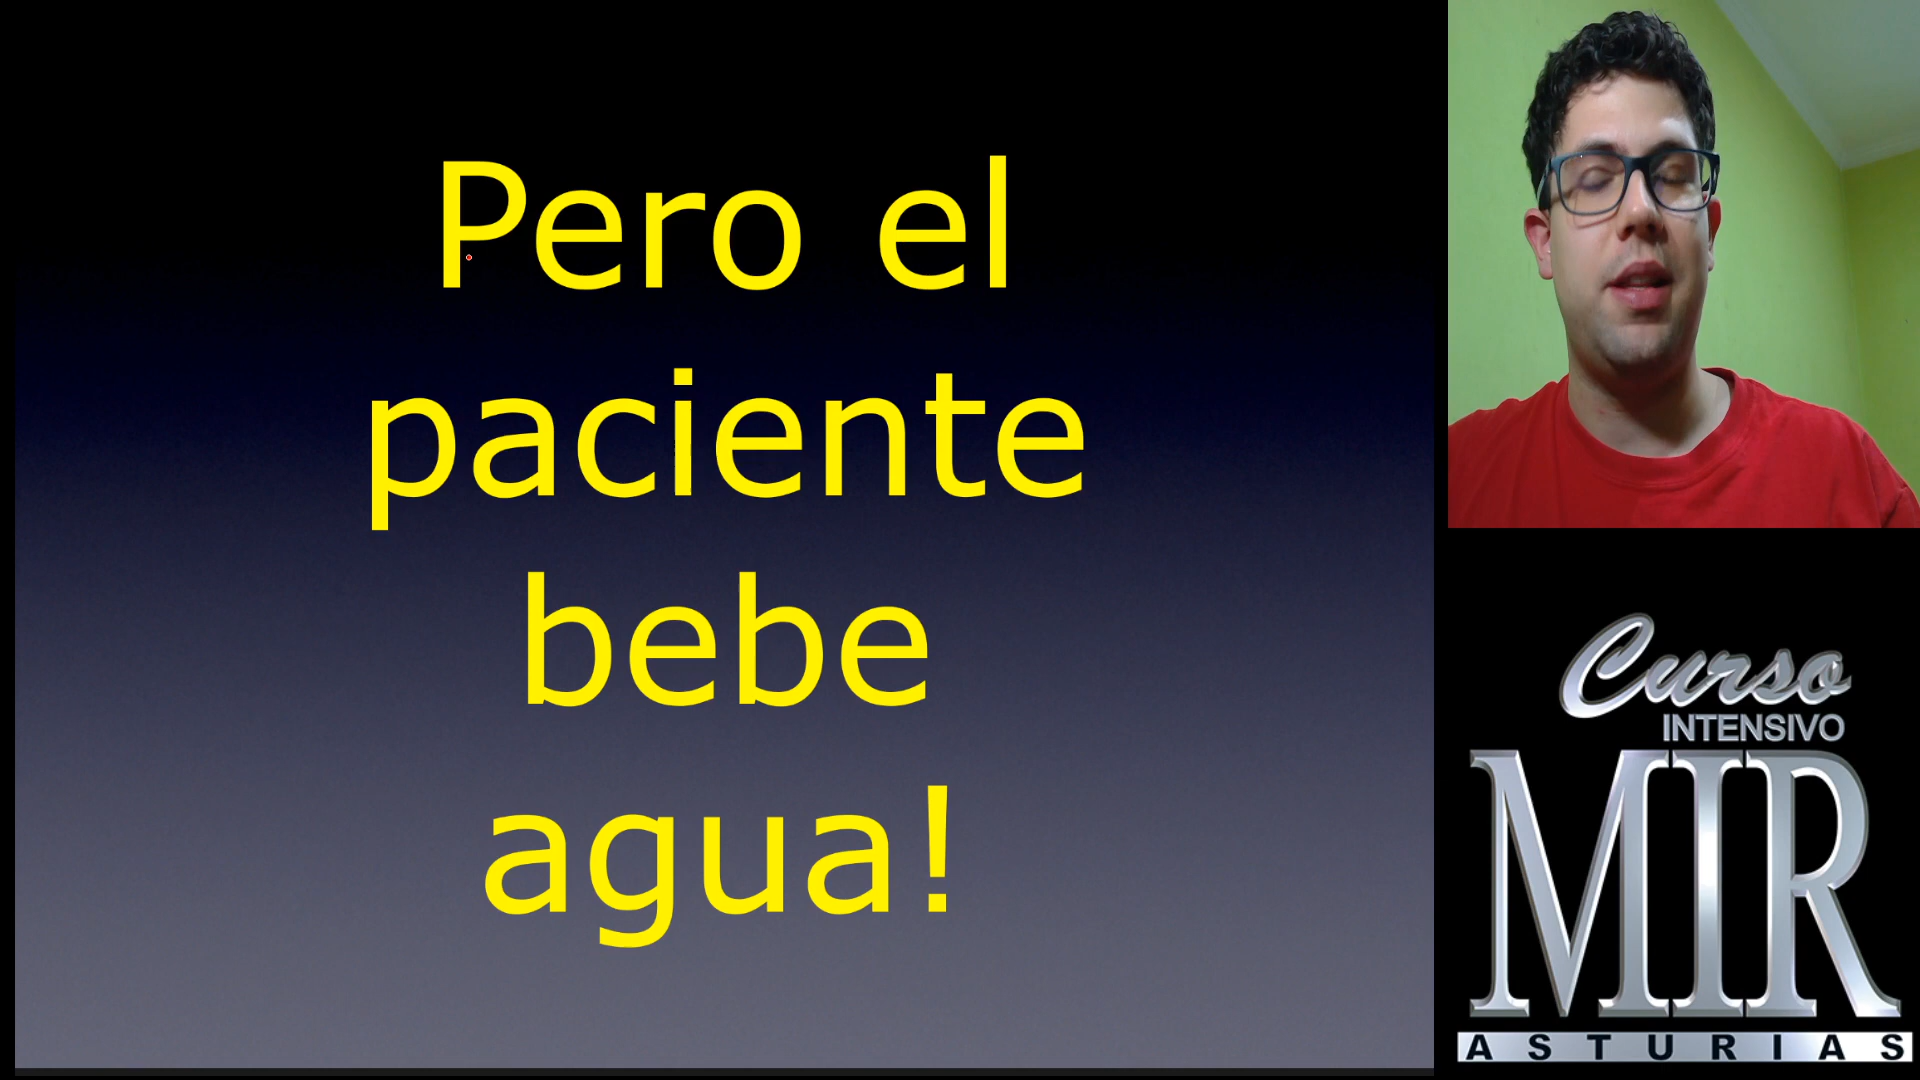 Pero el
paciente
bebe
agua!
Curso
INTENSIVO
MIR
ASTURIAS